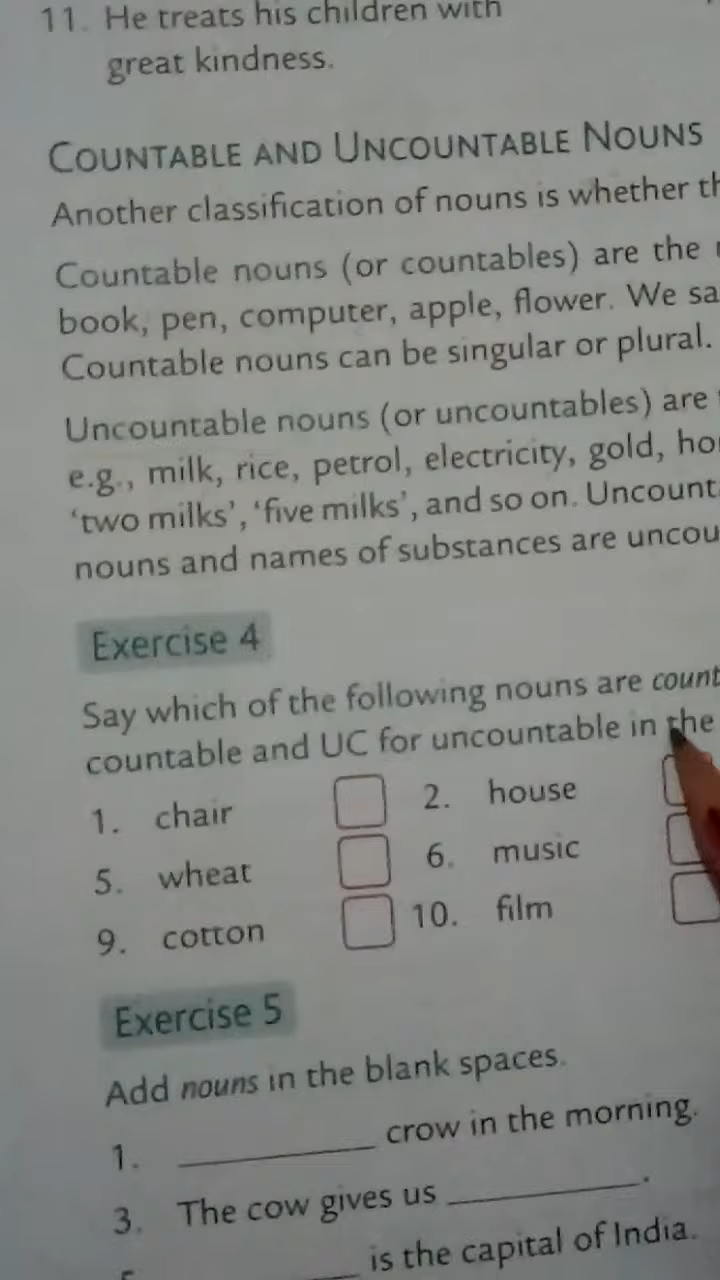 11. He treats his children with
great kindness.
COUNTABLE AND UNCOUNTABLE NOUNS
Another classification of nouns is whether
Countable nouns (or countables) are the
book, pen, computer, apple, flower. We
Countable nouns can be singular or plural.
Uncountable nouns (or uncountables) are
e.g., milk, rice, petrol, electricity, gold,
'two milks', 'five milks', and so on.
nouns and names of substances are
Exercise 4
Say which of the following nouns are
countable and UC for uncountable in the
1. chair 2. house
5. wheat 6. music
9. cotton 10. film
Exercise 5
Add nouns in the blank spaces.
1. __________ crow in the morning.
3. The cow gives us __________.
__________ is the capital of India.